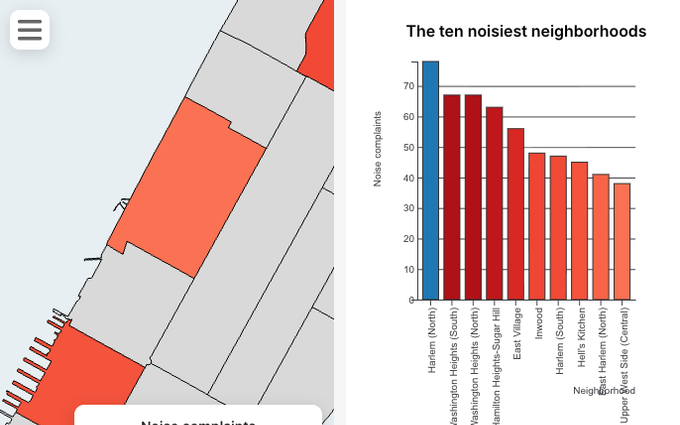 The ten noisiest neighborhoods
Noise complaints
70
60
50
40
30
20
10
0
Harlem (North)
Washington Heights (South)
Washington Heights (North)
Hamilton Heights-Sugar Hill
East Village
Inwood
Harlem (South)
Hell's Kitchen
East Harlem (North)
Upper West Side (Central)
Neighborhood
Noise complaints